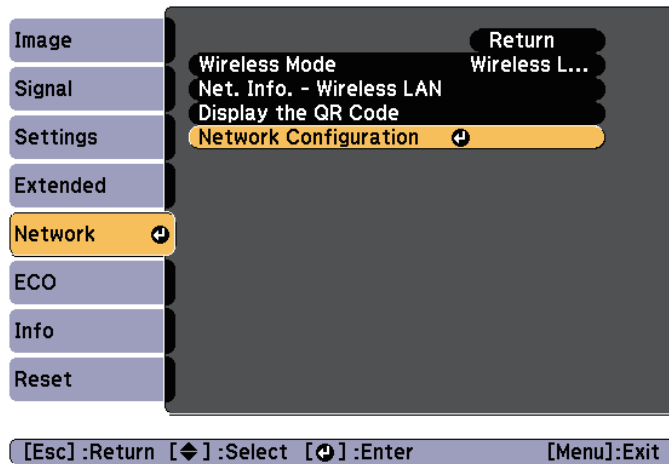 Image
Signal
Settings
Extended
Network
ECO
Info
Reset
Return
Wireless Mode Wireless L...
Net. Info. - Wireless LAN
Display the QR Code
Network Configuration
[Esc] :Return [◆] :Select [↵] :Enter [Menu]:Exit